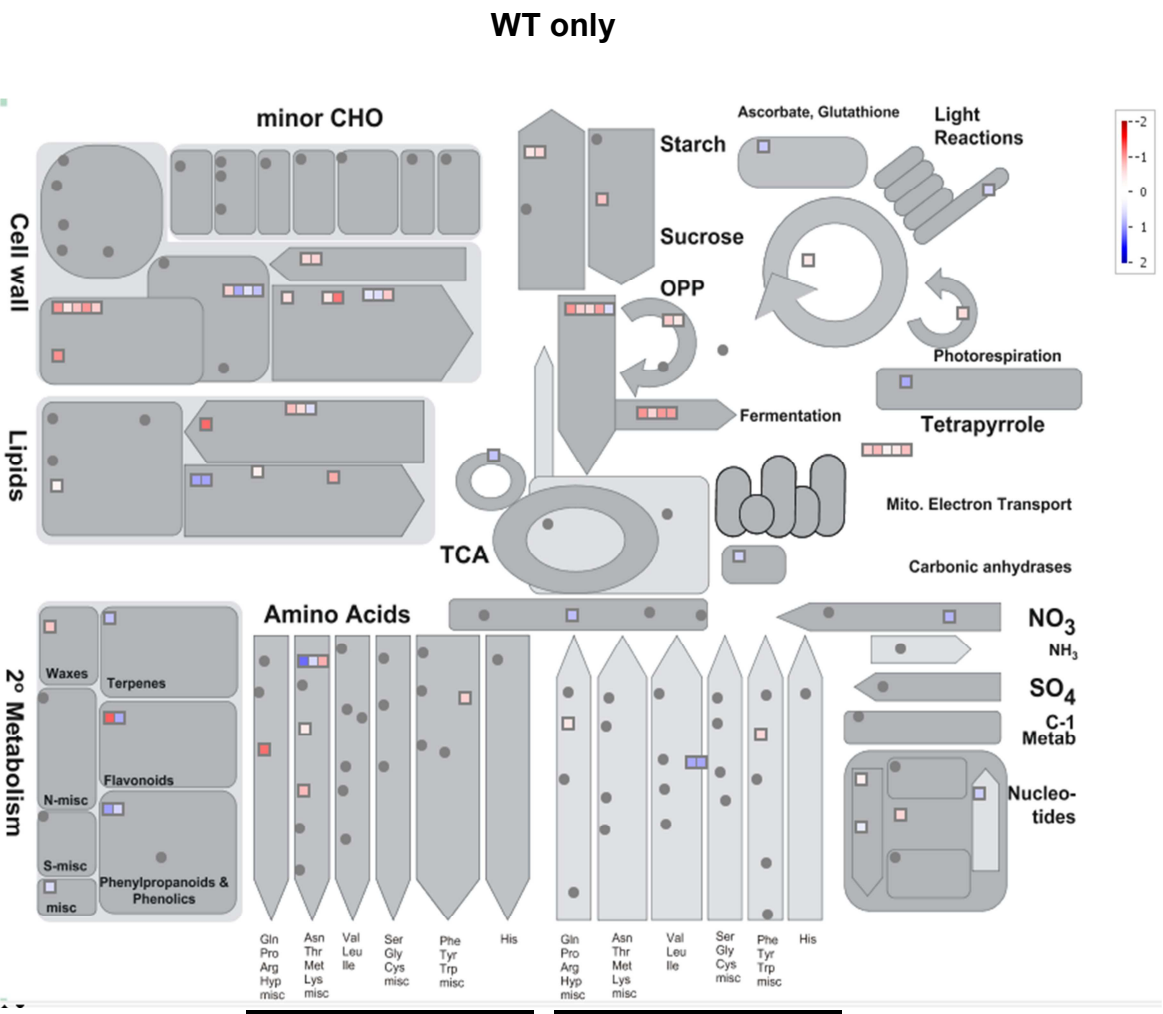 WT only
minor CHO
Starch
Sucrose
OPP
Ascorbate, Glutathione
Light
Reactions
--2
--1
- 0
- 1
- 2
Cell wall
Photorespiration
Fermentation
Tetrapyrrole
Lipids
Mito. Electron Transport
TCA
Carbonic anhydrases
Amino Acids
NO3
NH3
SO4
C-1
Metab
Nucleo-
tides
2º Metabolism
Waxes
Terpenes
N-misc
Flavonoids
S-misc
Phenylpropanoids &
Phenolics
misc
Gln
Pro
Arg
Hyp
misc
Asn
Thr
Met
Lys
misc
Val
Leu
Ile
Ser
Gly
Cys
misc
Phe
Tyr
Trp
misc
His
Gln
Pro
Arg
Hyp
misc
Asn
Thr
Met
Lys
misc
Val
Leu
Ile
Ser
Gly
Cys
misc
Phe
Tyr
Trp
misc
His